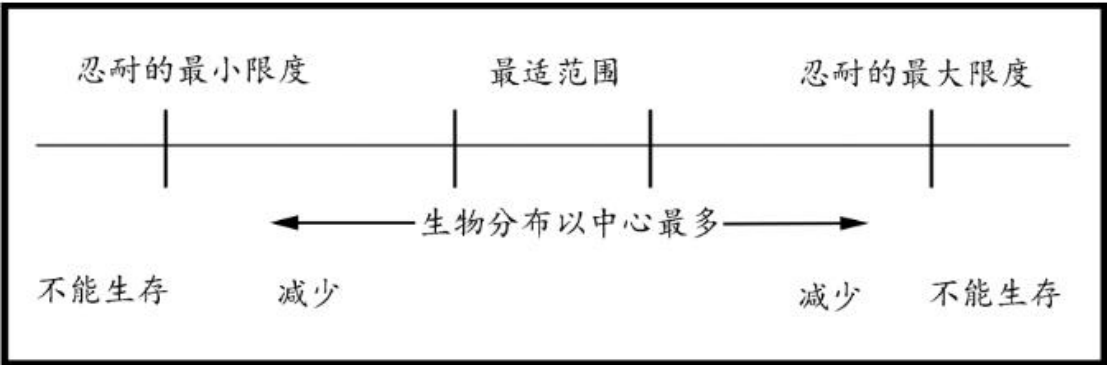 忍耐的最小限度 最适范围 忍耐的最大限度
生物分布以中心最多
不能生存 减少 减少 不能生存